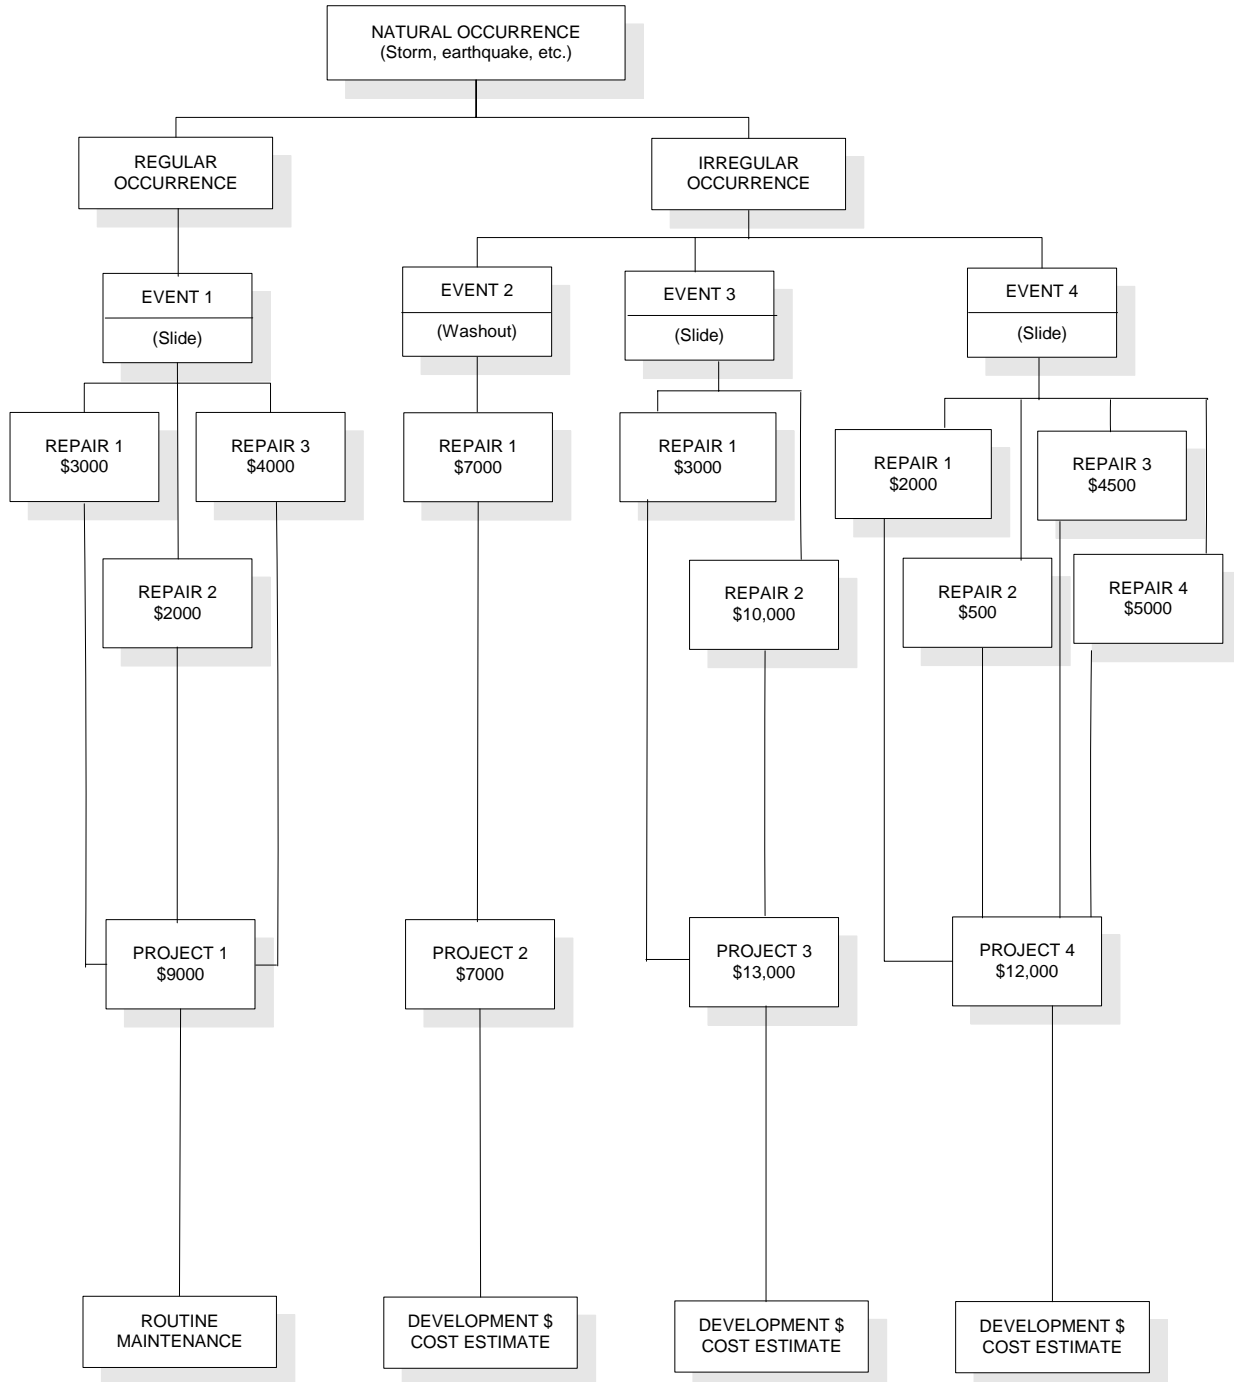 NATURAL OCCURRENCE
(Storm, earthquake, etc.)
REGULAR
OCCURRENCE
IRREGULAR
OCCURRENCE
EVENT 1
(Slide)
EVENT 2
(Washout)
EVENT 3
(Slide)
EVENT 4
(Slide)
REPAIR 1
$3000
REPAIR 3
$4000
REPAIR 1
$7000
REPAIR 1
$3000
REPAIR 1
$2000
REPAIR 3
$4500
REPAIR 2
$2000
REPAIR 2
$10,000
REPAIR 2
$500
REPAIR 4
$5000
PROJECT 1
$9000
PROJECT 2
$7000
PROJECT 3
$13,000
PROJECT 4
$12,000
ROUTINE
MAINTENANCE
DEVELOPMENT $
COST ESTIMATE
DEVELOPMENT $
COST ESTIMATE
DEVELOPMENT $
COST ESTIMATE